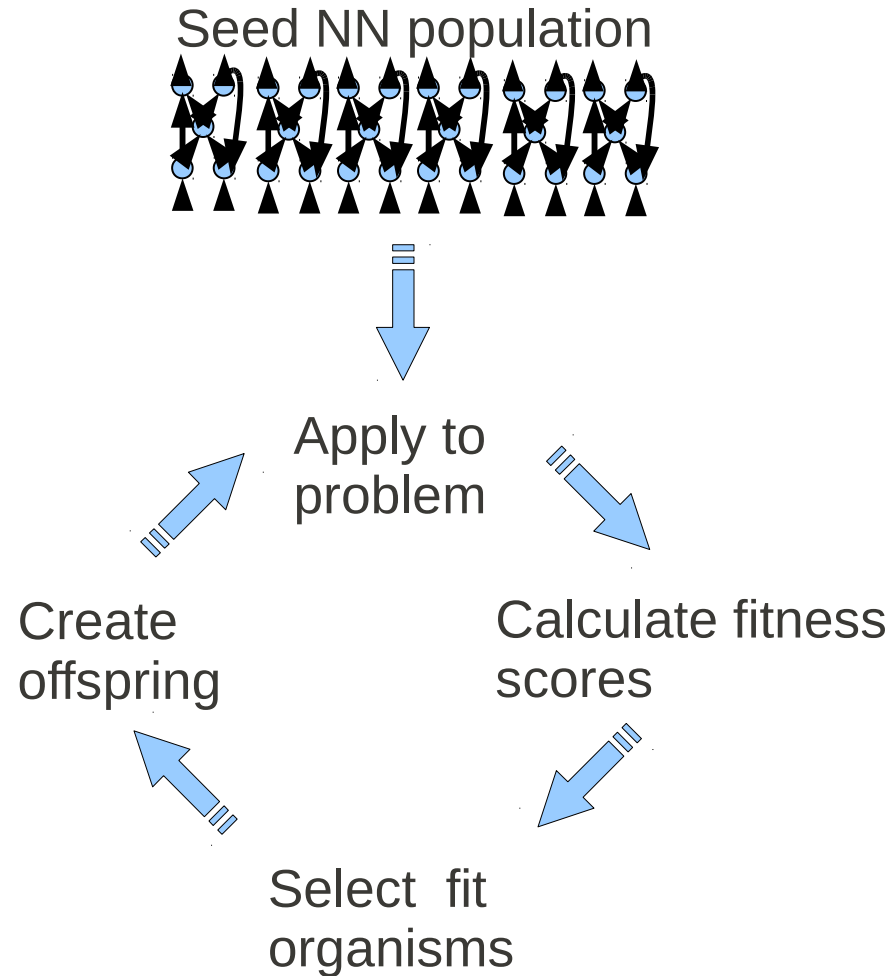 Seed NN population
Apply to
problem
Calculate fitness
scores
Create
offspring
Select fit
organisms